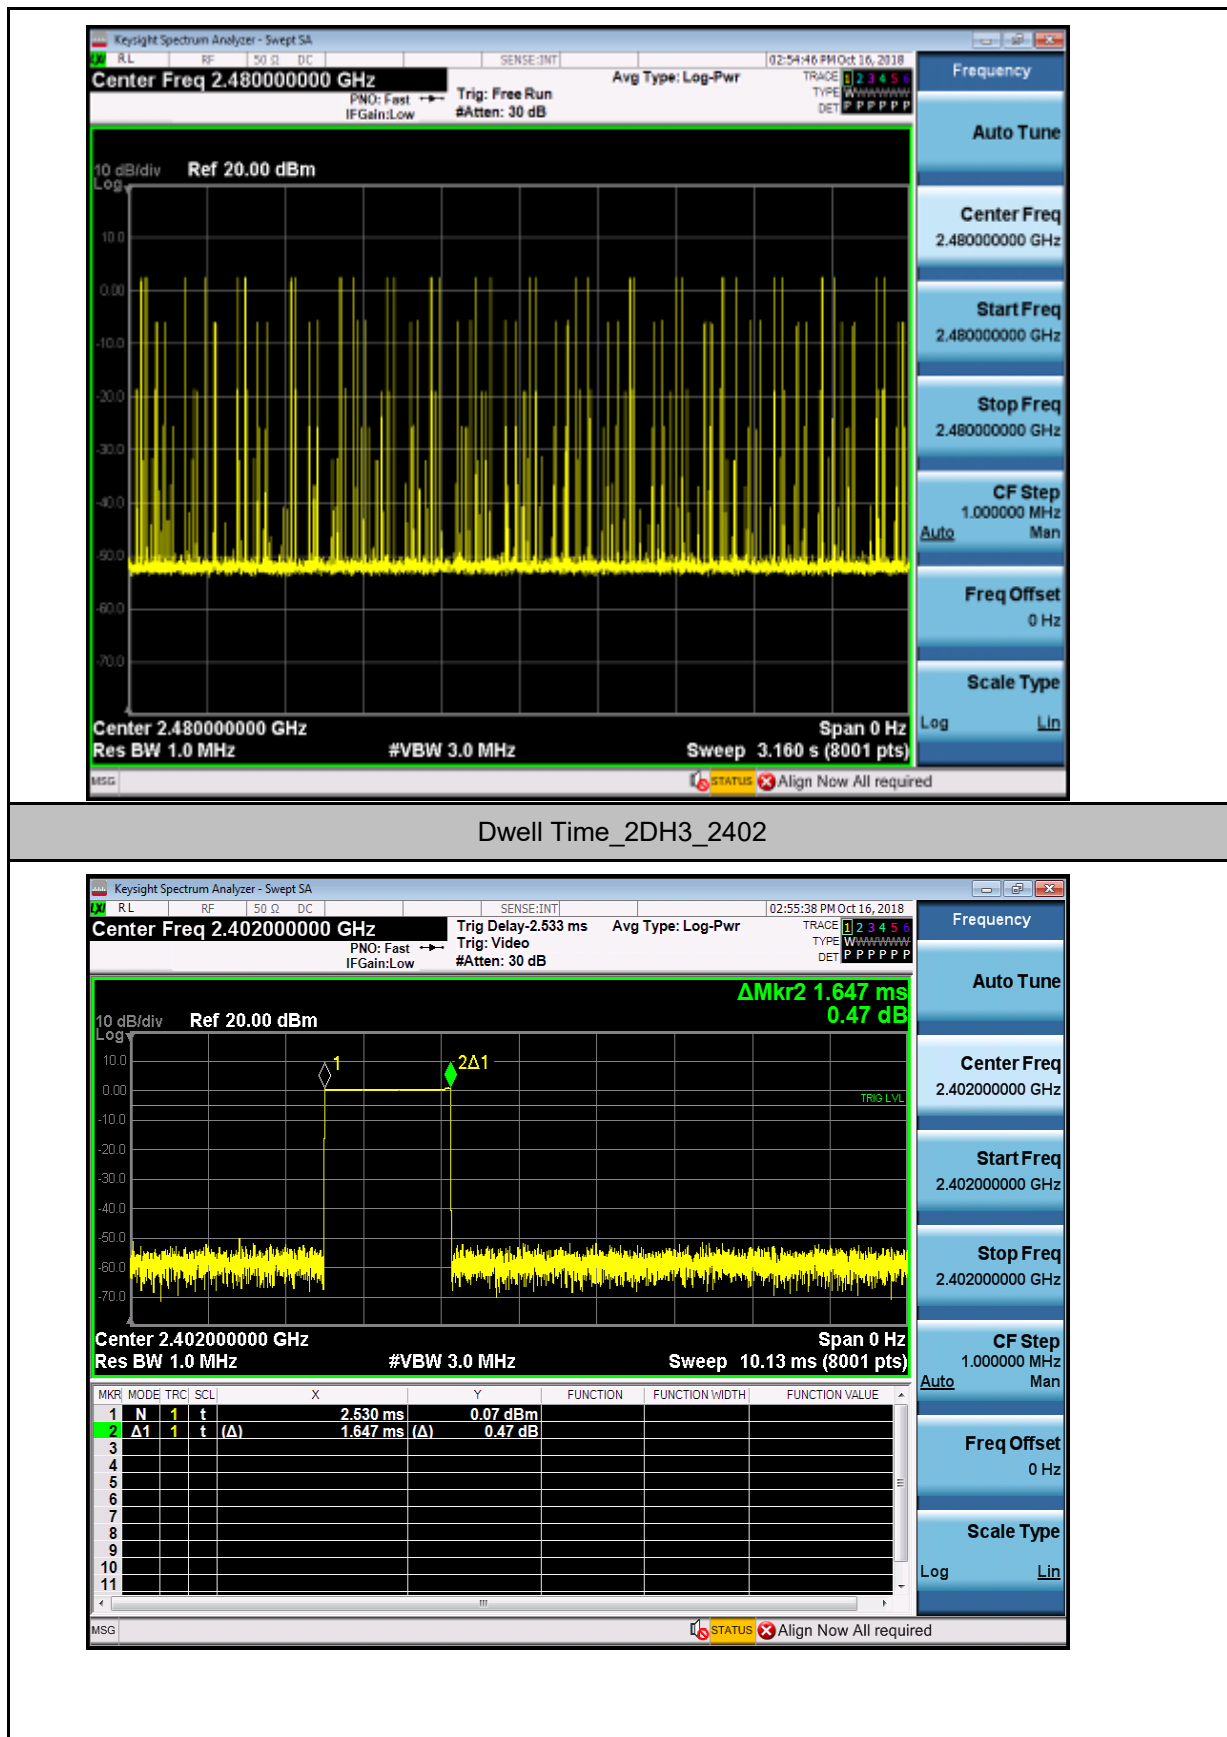 Keysight Spectrum Analyzer - Swept SA
LXI RL RF 50 Ω DC SENSE:INT 02:54:46 PM Oct 16, 2018
Center Freq 2.480000000 GHz
PNO: Fast
IFGain:Low
Trig: Free Run
#Atten: 30 dB
Avg Type: Log-Pwr
TRACE 1 2 3 4 5 6
TYPE WWWWWW
DET P P P P P P
10 dB/div
Log
Ref 20.00 dBm
10.0
0.00
-10.0
-20.0
-30.0
-40.0
-50.0
-60.0
-70.0
Center 2.480000000 GHz
Span 0 Hz
Res BW 1.0 MHz
#VBW 3.0 MHz
Sweep 3.160 s (8001 pts)
MSG
STATUS
Align Now All required
Frequency
Auto Tune
Center Freq
2.480000000 GHz
Start Freq
2.480000000 GHz
Stop Freq
2.480000000 GHz
CF Step
1.000000 MHz
Auto Man
Freq Offset
0 Hz
Scale Type
Log Lin
Dwell Time_2DH3_2402
Keysight Spectrum Analyzer - Swept SA
LXI RL RF 50 Ω DC SENSE:INT 02:55:38 PM Oct 16, 2018
Center Freq 2.402000000 GHz
PNO: Fast
IFGain:Low
Trig Delay-2.533 ms
Trig: Video
#Atten: 30 dB
Avg Type: Log-Pwr
TRACE 1 2 3 4 5 6
TYPE WWWWWW
DET P P P P P P
ΔMkr2 1.647 ms
0.47 dB
10 dB/div
Log
Ref 20.00 dBm
1
2Δ1
TRIG LVL
10.0
0.00
-10.0
-20.0
-30.0
-40.0
-50.0
-60.0
-70.0
Center 2.402000000 GHz
Span 0 Hz
Res BW 1.0 MHz
#VBW 3.0 MHz
Sweep 10.13 ms (8001 pts)
MKR MODE TRC SCL X Y FUNCTION FUNCTION WIDTH FUNCTION VALUE
1 N 1 t 2.530 ms 0.07 dBm
2 Δ1 1 t (Δ) 1.647 ms (Δ) 0.47 dB
3
4
5
6
7
8
9
10
11
MSG
STATUS
Align Now All required
Frequency
Auto Tune
Center Freq
2.402000000 GHz
Start Freq
2.402000000 GHz
Stop Freq
2.402000000 GHz
CF Step
1.000000 MHz
Auto Man
Freq Offset
0 Hz
Scale Type
Log Lin